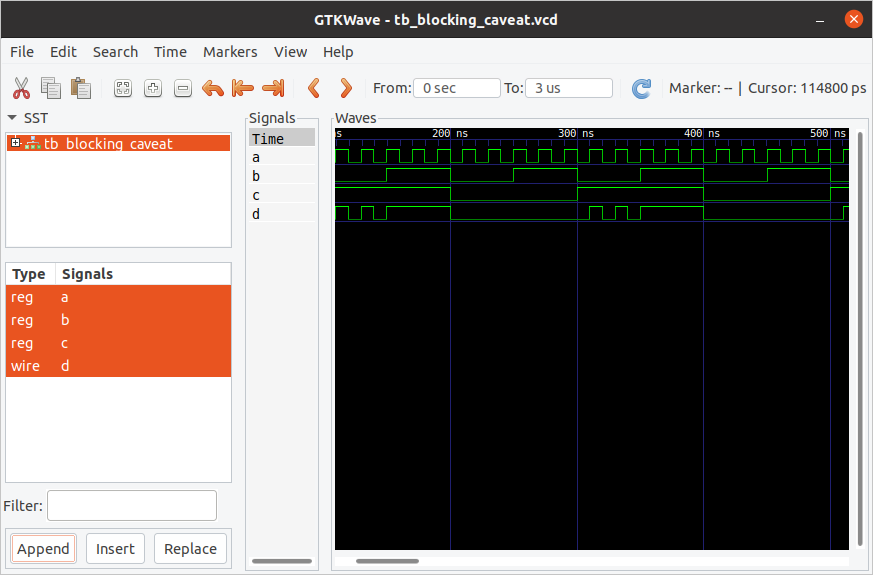 GTKWave - tb_blocking_caveat.vcd
File Edit Search Time Markers View Help
From: 0 sec To: 3 us Marker: -- | Cursor: 114800 ps
SST
tb_blocking_caveat
Type Signals
reg a
reg b
reg c
wire d
Filter:
Append Insert Replace
Signals
Time
a
b
c
d
Waves
s 200 ns 300 ns 400 ns 500 ns